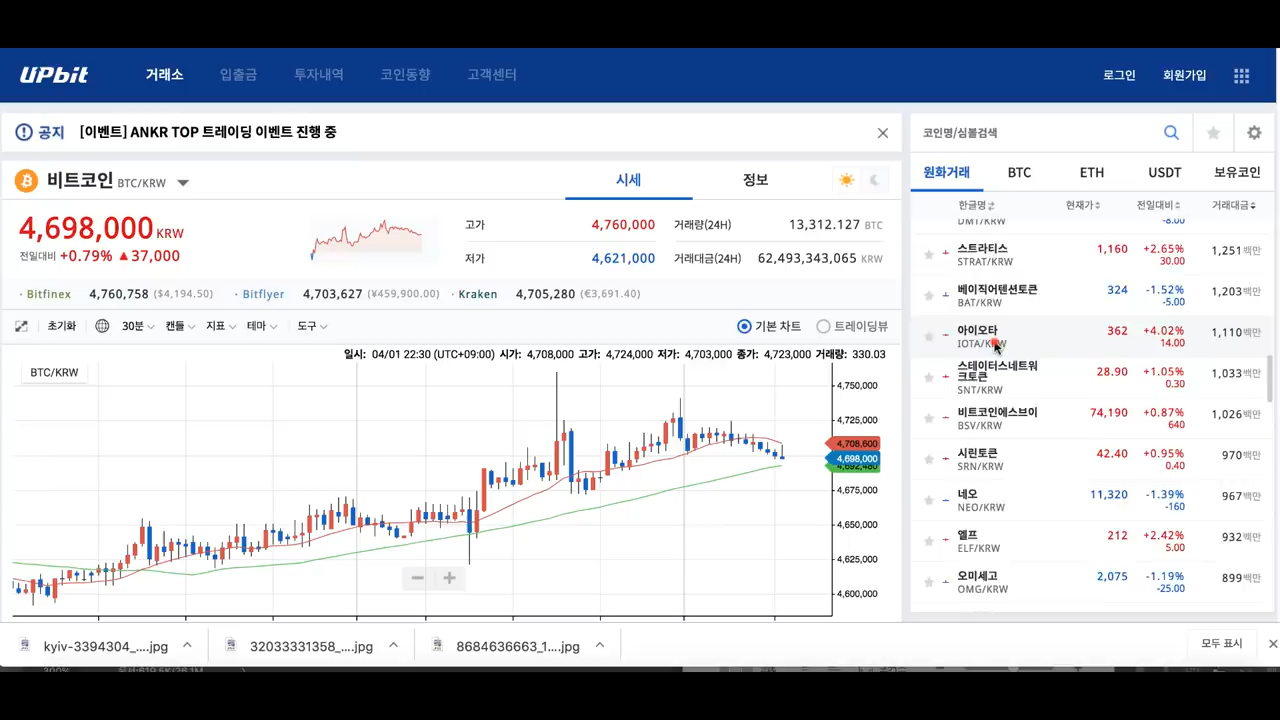 UPbit 거래소 입출금 투자내역 코인동향 고객센터 로그인 회원가입
공지 [이벤트] ANKR TOP 트레이딩 이벤트 진행 중
비트코인 BTC/KRW
시세 정보
4,698,000 KRW
전일대비 +0.79% ▲37,000
고가 4,760,000 거래량(24H) 13,312.127 BTC
저가 4,621,000 거래대금(24H) 62,493,343,065 KRW
· Bitfinex 4,760,758 ($4,194.50) · Bitflyer 4,703,627 (¥459,900.00) · Kraken 4,705,280 (€3,691.40)
초기화 30분 캔들 지표 테마 도구 기본 차트 트레이딩뷰
일시: 04/01 22:30 (UTC+09:00) 시가: 4,708,000 고가: 4,724,000 저가: 4,703,000 종가: 4,723,000 거래량: 330.03
BTC/KRW
4,750,000
4,725,000
4,708,600
4,698,000
4,692,480
4,675,000
4,650,000
4,625,000
4,600,000
코인명/심볼검색
원화거래 BTC ETH USDT 보유코인
한글명 현재가 전일대비 거래대금
DMT/KRW -8.00
스트라티스 1,160 +2.65% 1,251백만
STRAT/KRW 30.00
베이직어텐션토큰 324 -1.52% 1,203백만
BAT/KRW -5.00
아이오타 362 +4.02% 1,110백만
IOTA/KRW 14.00
스테이터스네트워
크토큰 28.90 +1.05% 1,033백만
SNT/KRW 0.30
비트코인에스브이 74,190 +0.87% 1,026백만
BSV/KRW 640
시린토큰 42.40 +0.95% 970백만
SRN/KRW 0.40
네오 11,320 -1.39% 967백만
NEO/KRW -160
엘프 212 +2.42% 932백만
ELF/KRW 5.00
오미세고 2,075 -1.19% 899백만
OMG/KRW -25.00
kyiv-3394304_....jpg 32033331358_....jpg 8684636663_1....jpg 모두 표시